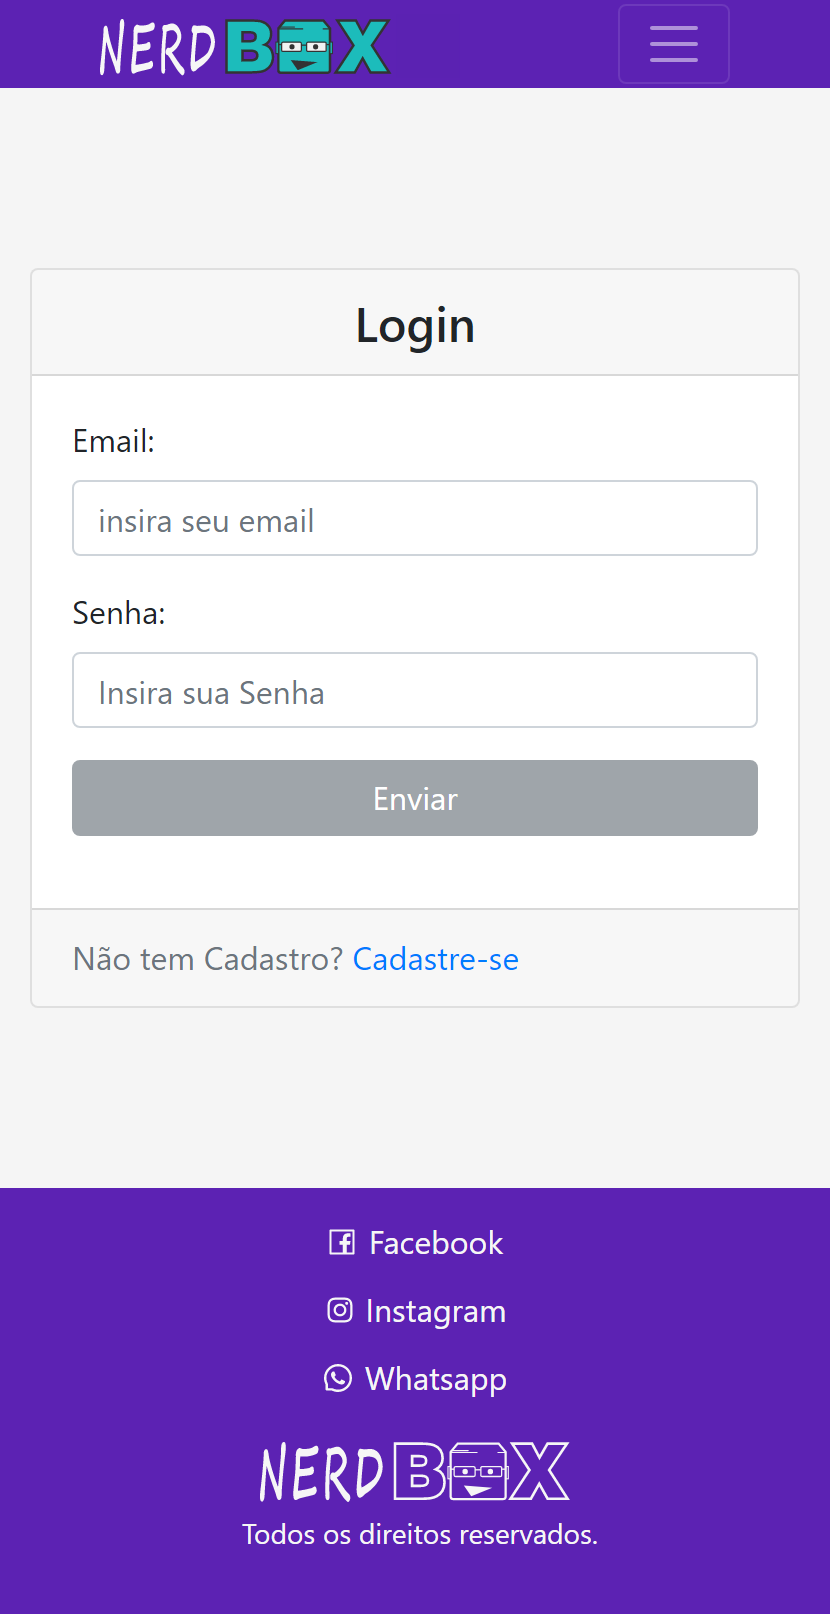 NERD BOX
Login
Email:
insira seu email
Senha:
Insira sua Senha
Enviar
Não tem Cadastro? Cadastre-se
Facebook
Instagram
Whatsapp
NERD BOX
Todos os direitos reservados.